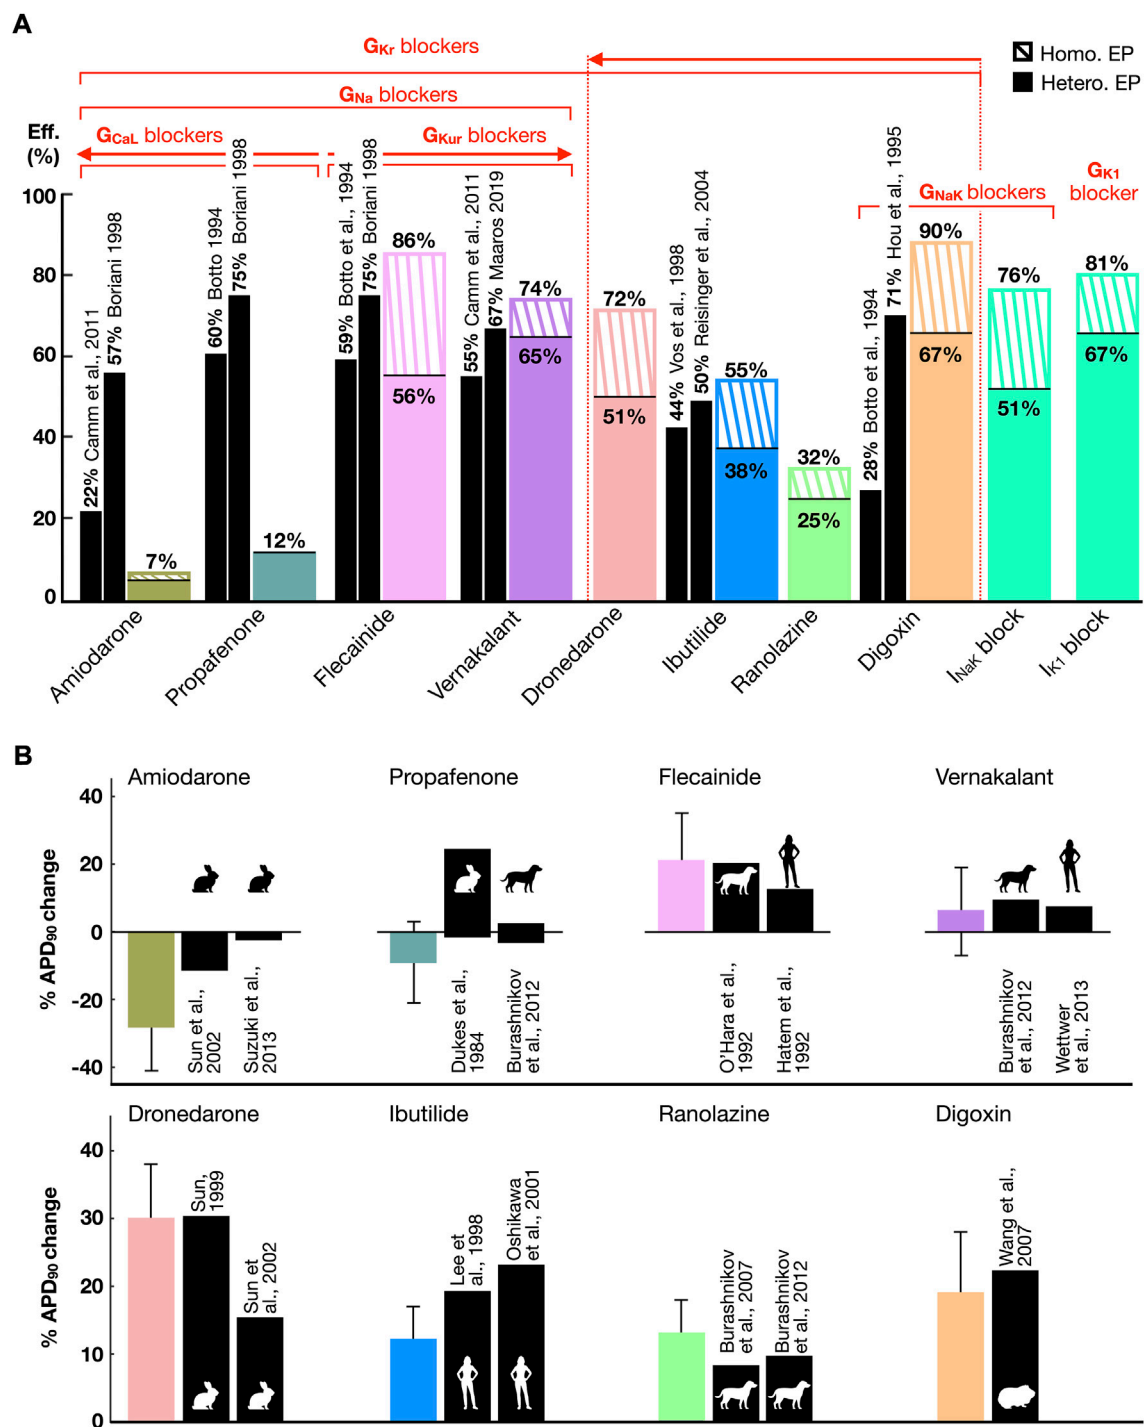 A
G_Kr blockers
Homo. EP
Hetero. EP
G_Na blockers
G_CaL blockers
G_Kur blockers
G_NaK blockers
G_K1
blocker
Eff.
(%)
100
80
60
40
20
0
22% Camm et al., 2011
57% Boriani 1998
7%
60% Botto 1994
75% Boriani 1998
12%
59% Botto et al., 1994
75% Boriani 1998
86%
56%
55% Camm et al., 2011
67% Maaros 2019
74%
65%
72%
51%
44% Vos et al., 1998
50% Reisinger et al., 2004
55%
38%
32%
25%
28% Botto et al., 1994
71% Hou et al., 1995
90%
67%
76%
51%
81%
67%
Amiodarone
Propafenone
Flecainide
Vernakalant
Dronedarone
Ibutilide
Ranolazine
Digoxin
I_NaK block
I_K1 block
B
Amiodarone
Propafenone
Flecainide
Vernakalant
% APD₉₀ change
40
20
0
-20
-40
Sun et al.,
2002
Suzuki et al.,
2013
Dukes et al.,
1984
Burashnikov
et al., 2012
O'Hara et al.,
1992
Hatem et al.,
1992
Burashnikov
et al., 2012
Wettwer
et al., 2013
Dronedarone
Ibutilide
Ranolazine
Digoxin
% APD₉₀ change
40
30
20
10
0
Sun,
1999
Sun et
al., 2002
Lee et
al., 1998
Oshikawa
et al., 2001
Burashnikov
et al., 2007
Burashnikov
et al., 2012
Wang et al.,
2007